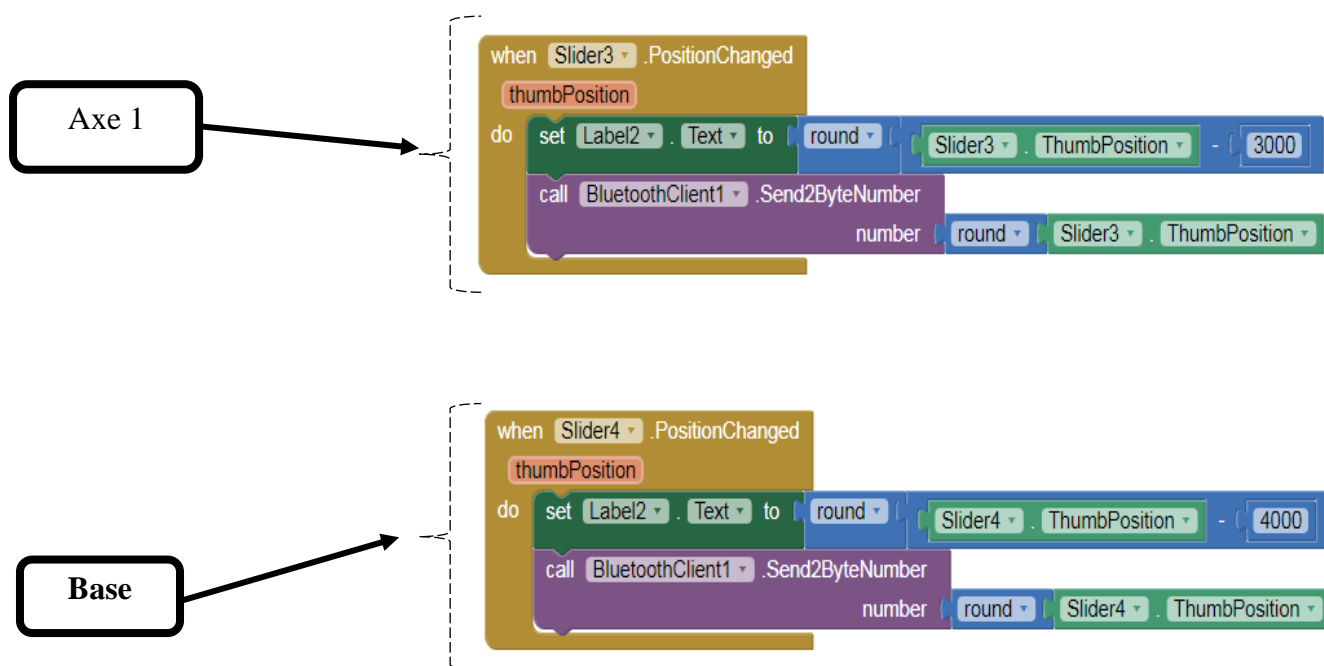 Axe 1
when Slider3 .PositionChanged
thumbPosition
do set Label2 . Text to round Slider3 . ThumbPosition - 3000
call BluetoothClient1 .Send2ByteNumber
number round Slider3 . ThumbPosition
Base
when Slider4 .PositionChanged
thumbPosition
do set Label2 . Text to round Slider4 . ThumbPosition - 4000
call BluetoothClient1 .Send2ByteNumber
number round Slider4 . ThumbPosition